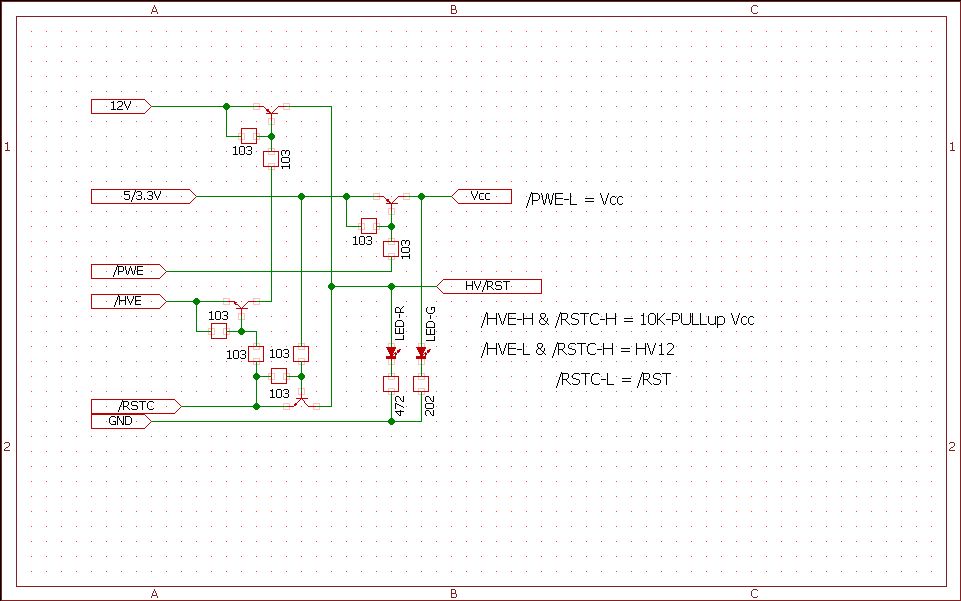 A B C
12V
1 1
103 103
5/3.3V Vcc /PWE-L = Vcc
103 103
/PWE
HV/RST
/HVE
103 LED-R LED-G /HVE-H & /RSTC-H = 10K-PULLup Vcc
103 103 /HVE-L & /RSTC-H = HV12
103 /RSTC-L = /RST
/RSTC 472 202
GND
2 2
A B C